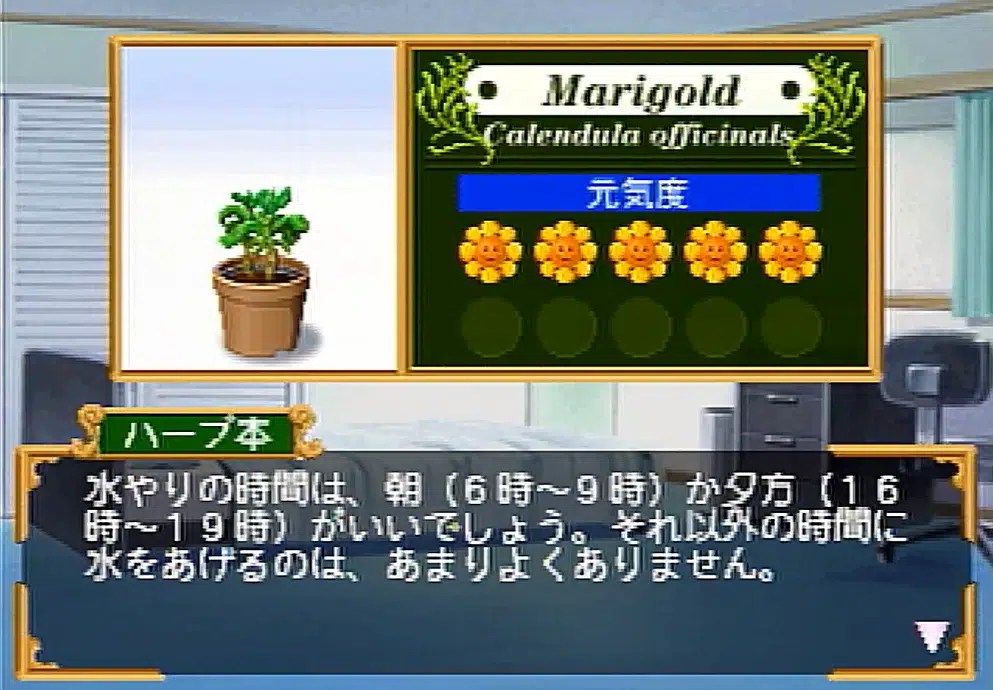 Marigold
Calendula officinals
元気度
ハーブ本
水やりの時間は、朝（６時～９時）か夕方（１６
時～１９時）がいいでしょう。それ以外の時間に
水をあげるのは、あまりよくありません。